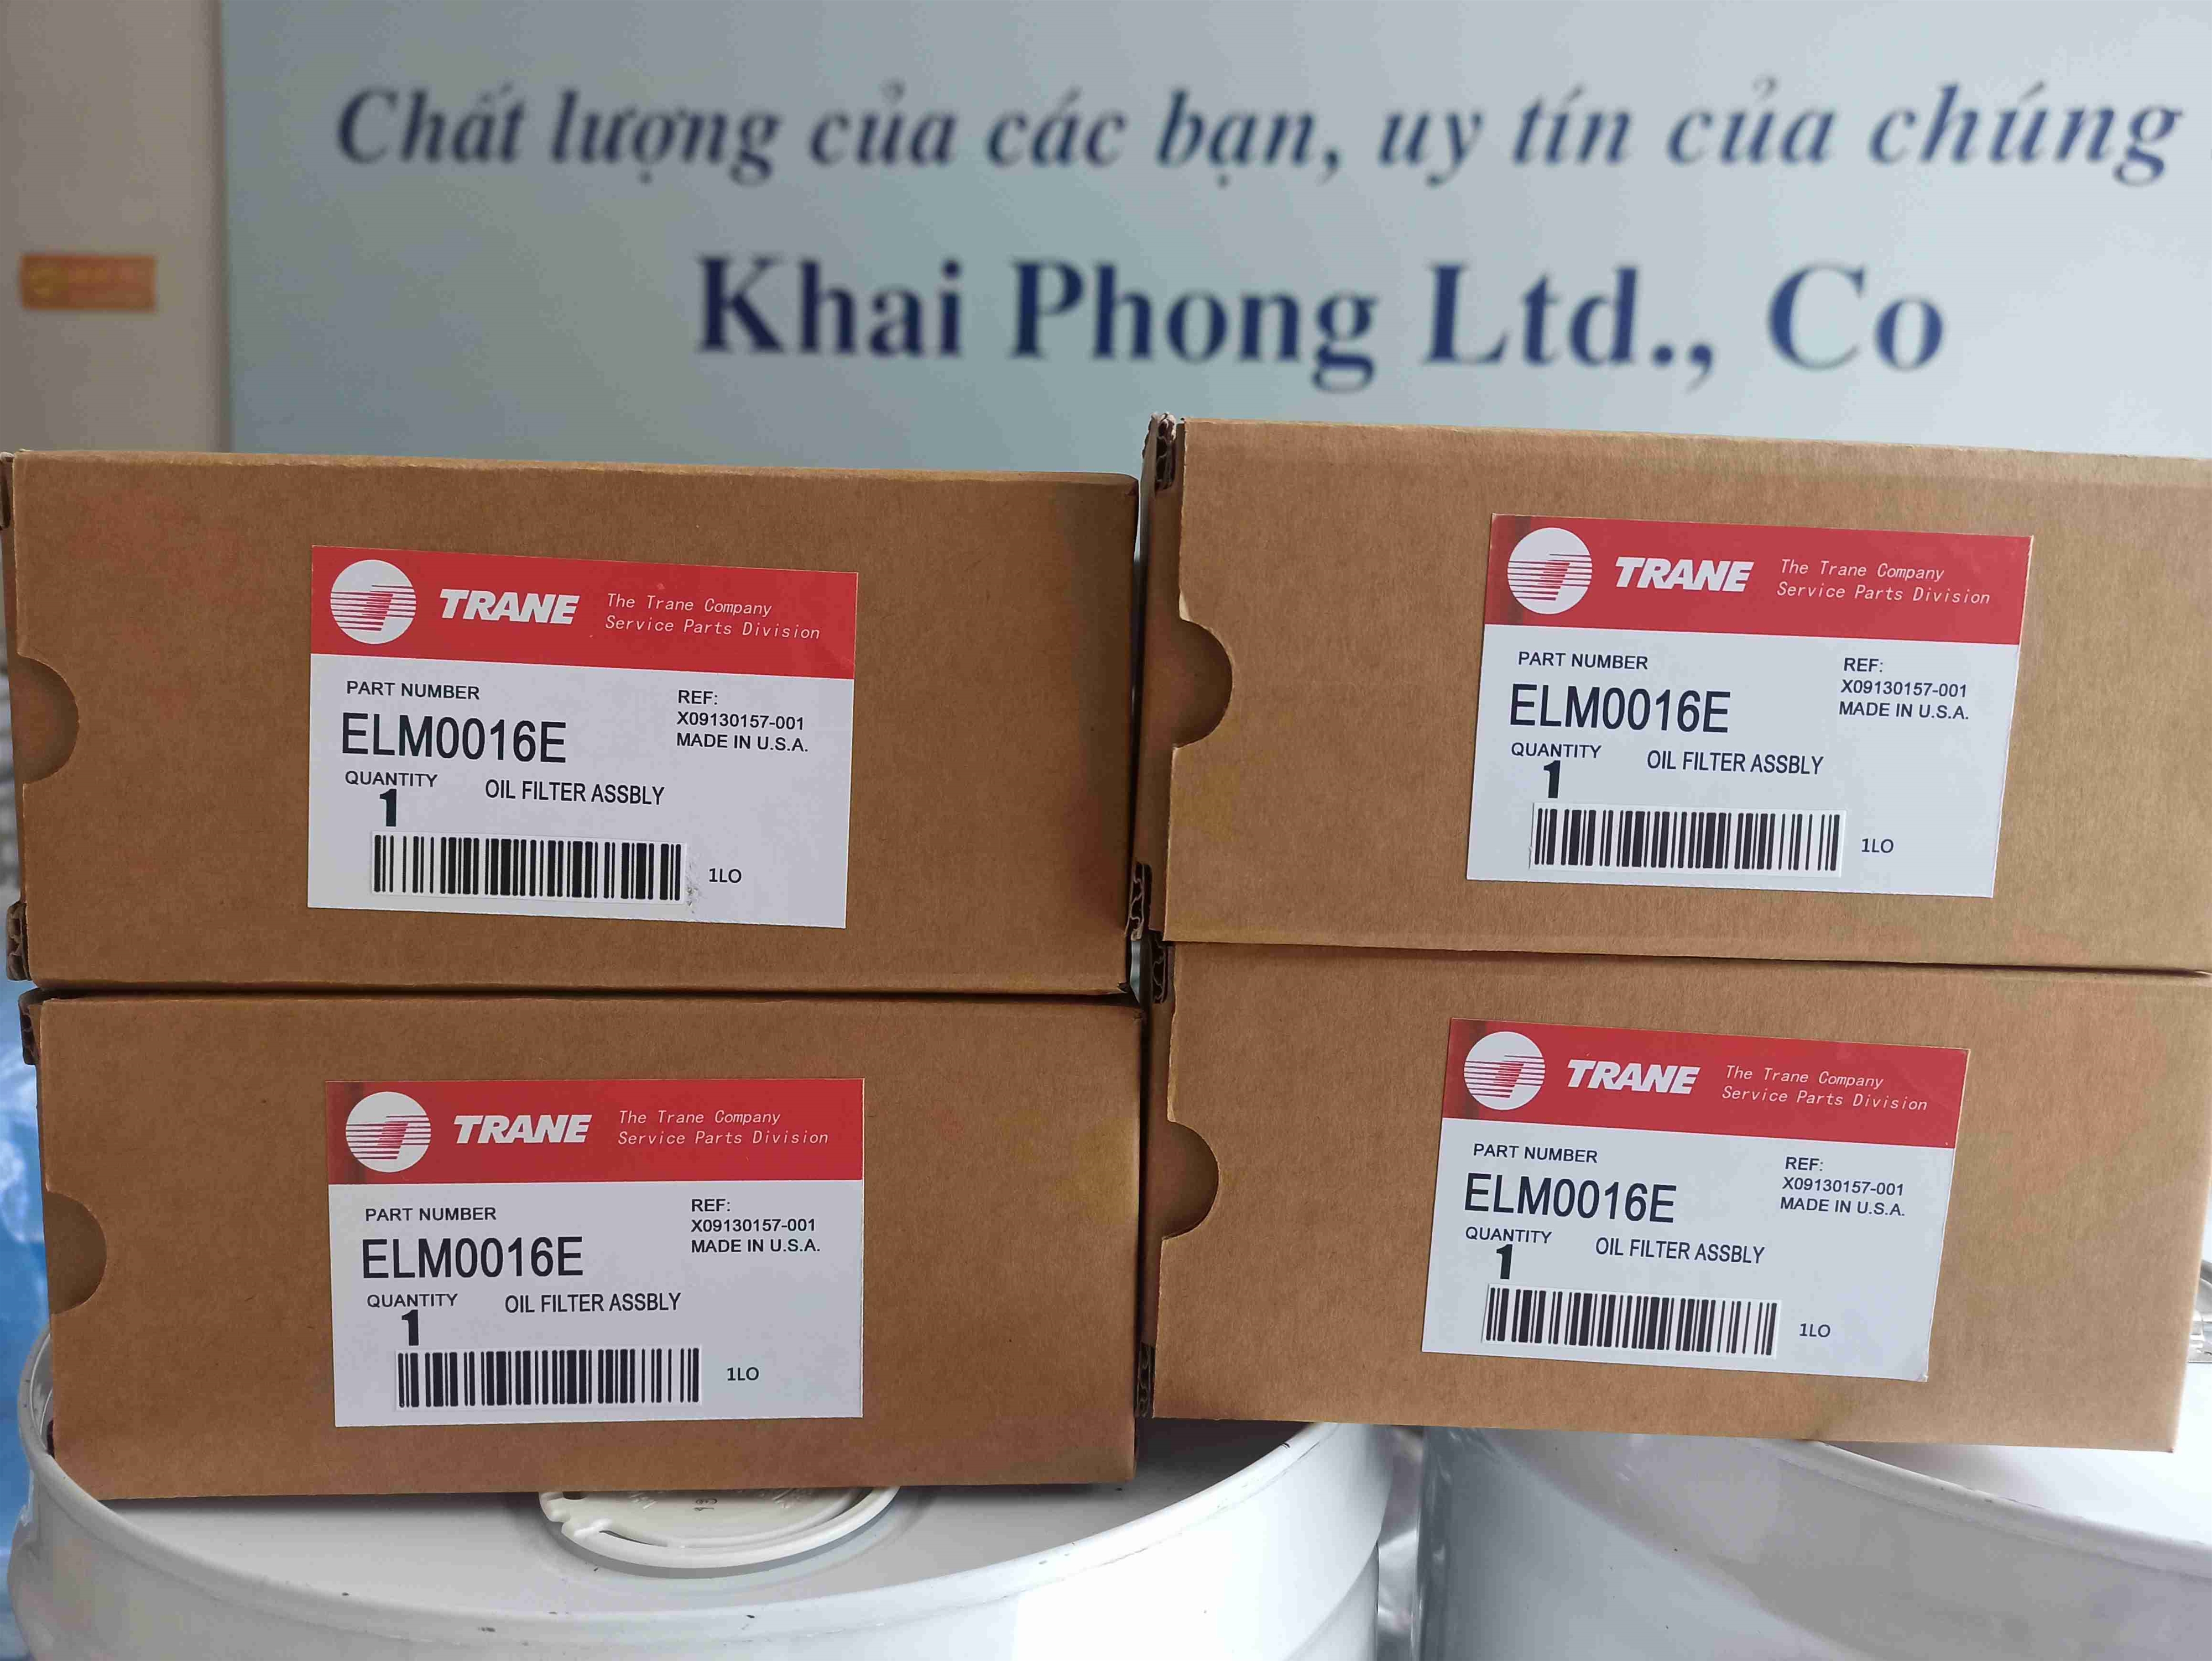 Chất lượng của các bạn, uy tín của chúng
Khai Phong Ltd., Co
TRANE The Trane Company
Service Parts Division
PART NUMBER
ELM0016E
REF:
X09130157-001
MADE IN U.S.A.
QUANTITY
1
OIL FILTER ASSBLY
1LO
TRANE The Trane Company
Service Parts Division
PART NUMBER
ELM0016E
REF:
X09130157-001
MADE IN U.S.A.
QUANTITY
1
OIL FILTER ASSBLY
1LO
TRANE The Trane Company
Service Parts Division
PART NUMBER
ELM0016E
REF:
X09130157-001
MADE IN U.S.A.
QUANTITY
1
OIL FILTER ASSBLY
1LO
TRANE The Trane Company
Service Parts Division
PART NUMBER
ELM0016E
REF:
X09130157-001
MADE IN U.S.A.
QUANTITY
1
OIL FILTER ASSBLY
1LO